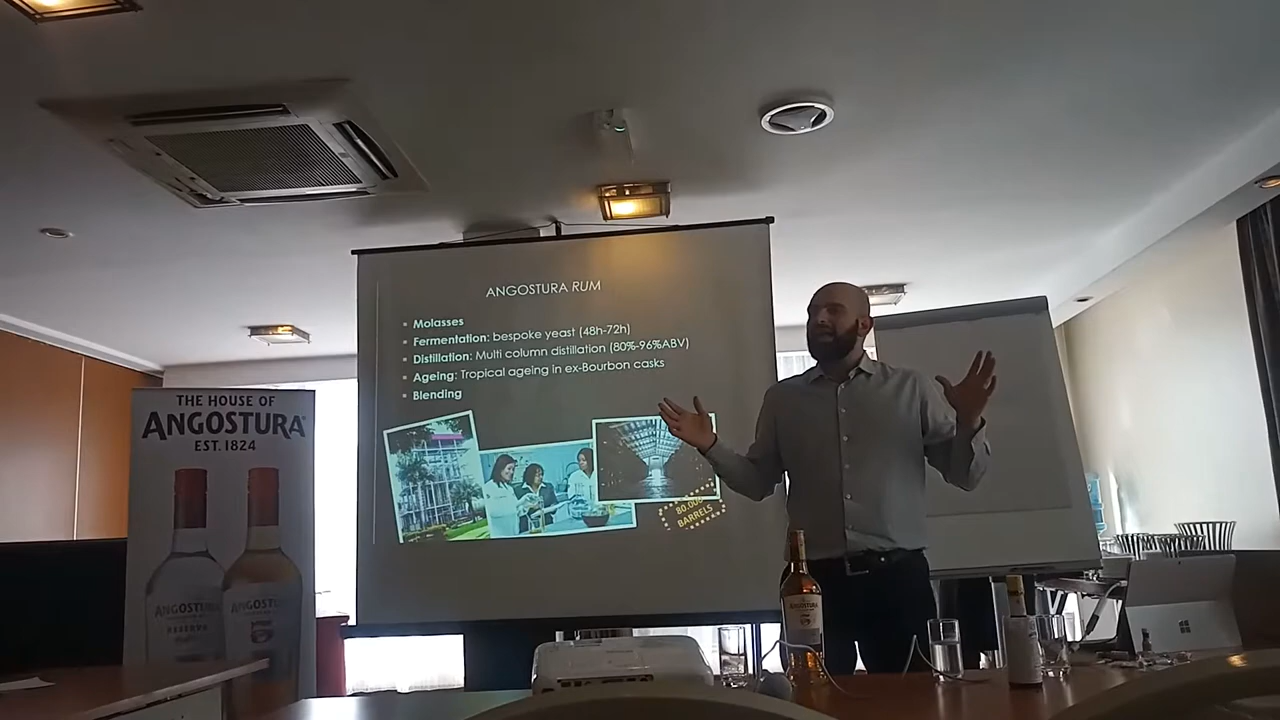 THE HOUSE OF
ANGOSTURA
EST. 1824
ANGOSTURA
RESERVE
ANGOSTURA RUM
Molasses
Fermentation: bespoke yeast (48h-72h)
Distillation: Multi column distillation (80%-96%ABV)
Ageing: Tropical ageing in ex-Bourbon casks
Blending
80.000
BARRELS
ANGOSTURA